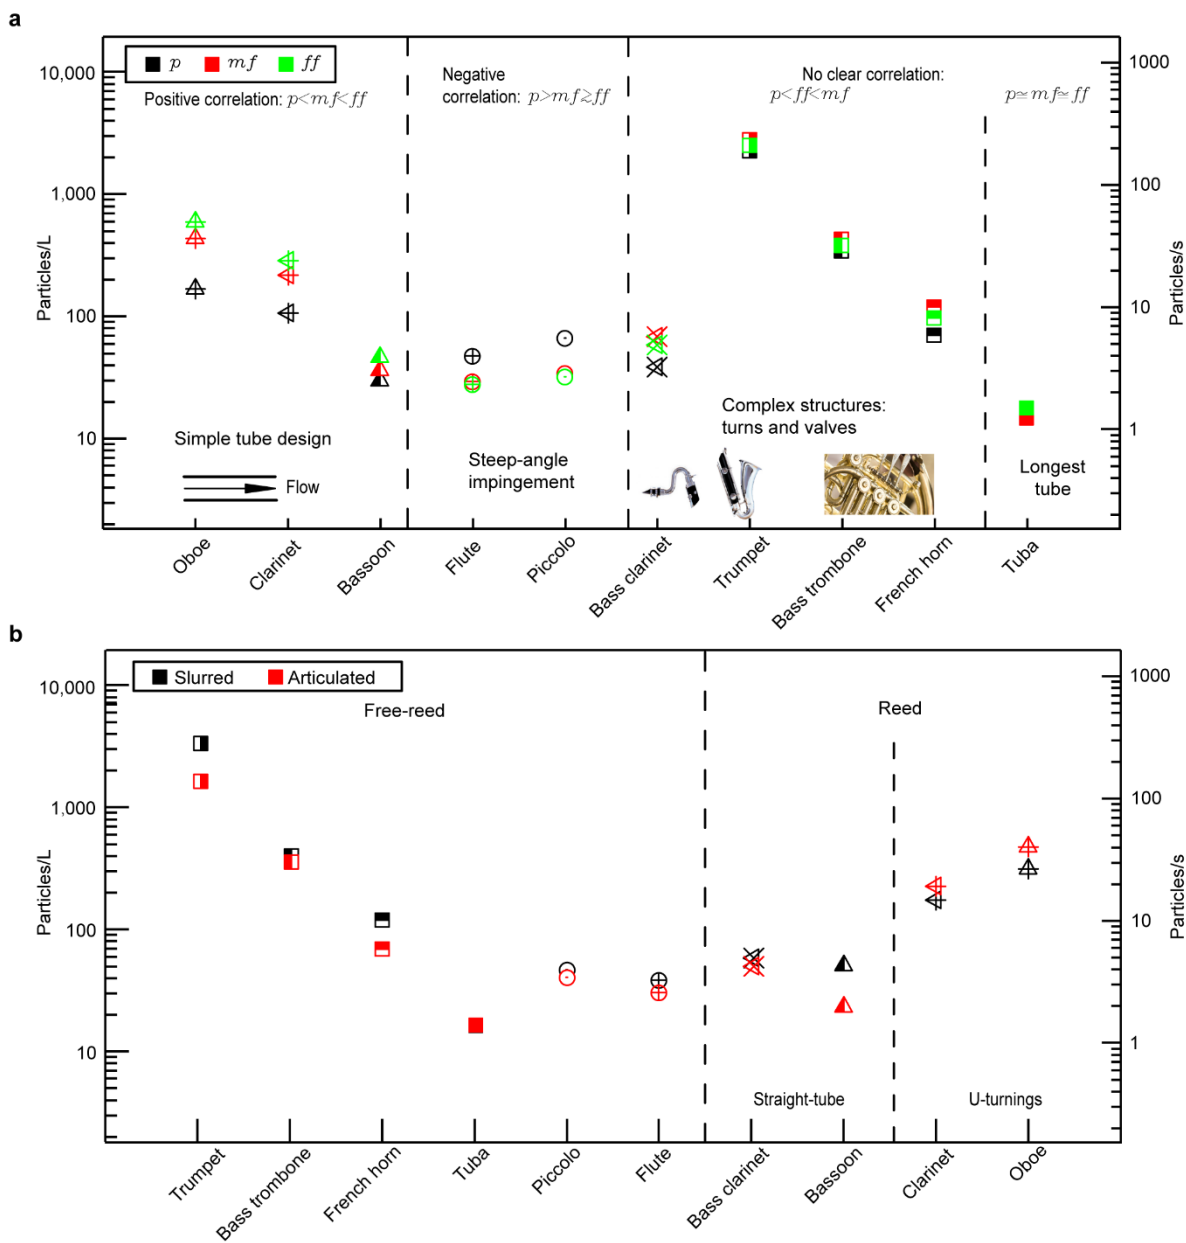 a
p mf ff
Positive correlation: p<mf<ff
Negative
correlation: p>mf≳ff
No clear correlation:
p<ff<mf
p≃mf≃ff
10,000
1,000
100
10
Particles/L
1000
100
10
1
Particles/s
Simple tube design
Flow
Steep-angle
impingement
Complex structures:
turns and valves
Longest
tube
Oboe
Clarinet
Bassoon
Flute
Piccolo
Bass clarinet
Trumpet
Bass trombone
French horn
Tuba
b
Slurred Articulated
Free-reed
Reed
10,000
1,000
100
10
Particles/L
1000
100
10
1
Particles/s
Straight-tube
U-turnings
Trumpet
Bass trombone
French horn
Tuba
Piccolo
Flute
Bass clarinet
Bassoon
Clarinet
Oboe